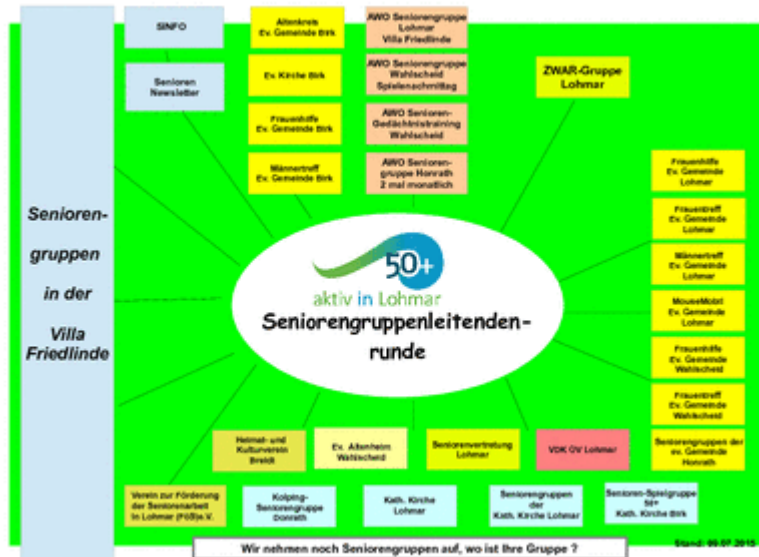 Senioren-
gruppen
in der
Villa
Friedlinde
SINFO
Senioren
Newsletter
Altenkreis
Ev. Gemeinde Birk
Ev. Kirche Birk
Frauenhilfe
Ev. Gemeinde Birk
Männertreff
Ev. Gemeinde Birk
AWO Seniorengruppe
Lohmar
Villa Friedlinde
AWO Seniorengruppe
Wahlscheid
Spielenachmittag
AWO Senioren-
Gedächtnistraining
Wahlscheid
AWO Senioren-
gruppe Honrath
2 mal monatlich
ZWAR-Gruppe
Lohmar
Frauenhilfe
Ev. Gemeinde
Lohmar
Frauentreff
Ev. Gemeinde
Lohmar
Männertreff
Ev. Gemeinde
Lohmar
MouseMobil
Ev. Gemeinde
Lohmar
Frauenhilfe
Ev. Gemeinde
Wahlscheid
Frauentreff
Ev. Gemeinde
Wahlscheid
Seniorengruppen der
ev. Gemeinde
Honrath
50+
aktiv in Lohmar
Seniorengruppenleitenden-
runde
Heimat- und
Kulturverein
Breidt
Ev. Altenheim
Wahlscheid
Seniorenvertretung
Lohmar
VDK OV Lohmar
Verein zur Förderung
der Seniorenarbeit
in Lohmar (FöS)e.V.
Kolping-
Seniorengruppe
Donrath
Kath. Kirche
Lohmar
Seniorengruppen
der
Kath. Kirche Lohmar
Senioren-Spielgruppe
50+
Kath. Kirche Birk
Stand: 09.07.2015
Wir nehmen noch Seniorengruppen auf, wo ist Ihre Gruppe ?